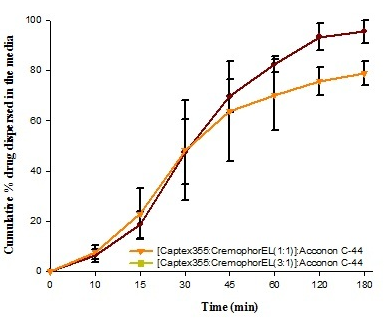 Cumulative % drug dispersed in the media
100
80
60
40
20
0
[Captex355:CremophorEL(1:1)]:Acconon C-44
[Captex355:CremophorEL(3:1)]:Acconon C-44
0 10 15 30 45 60 120 180
Time (min)